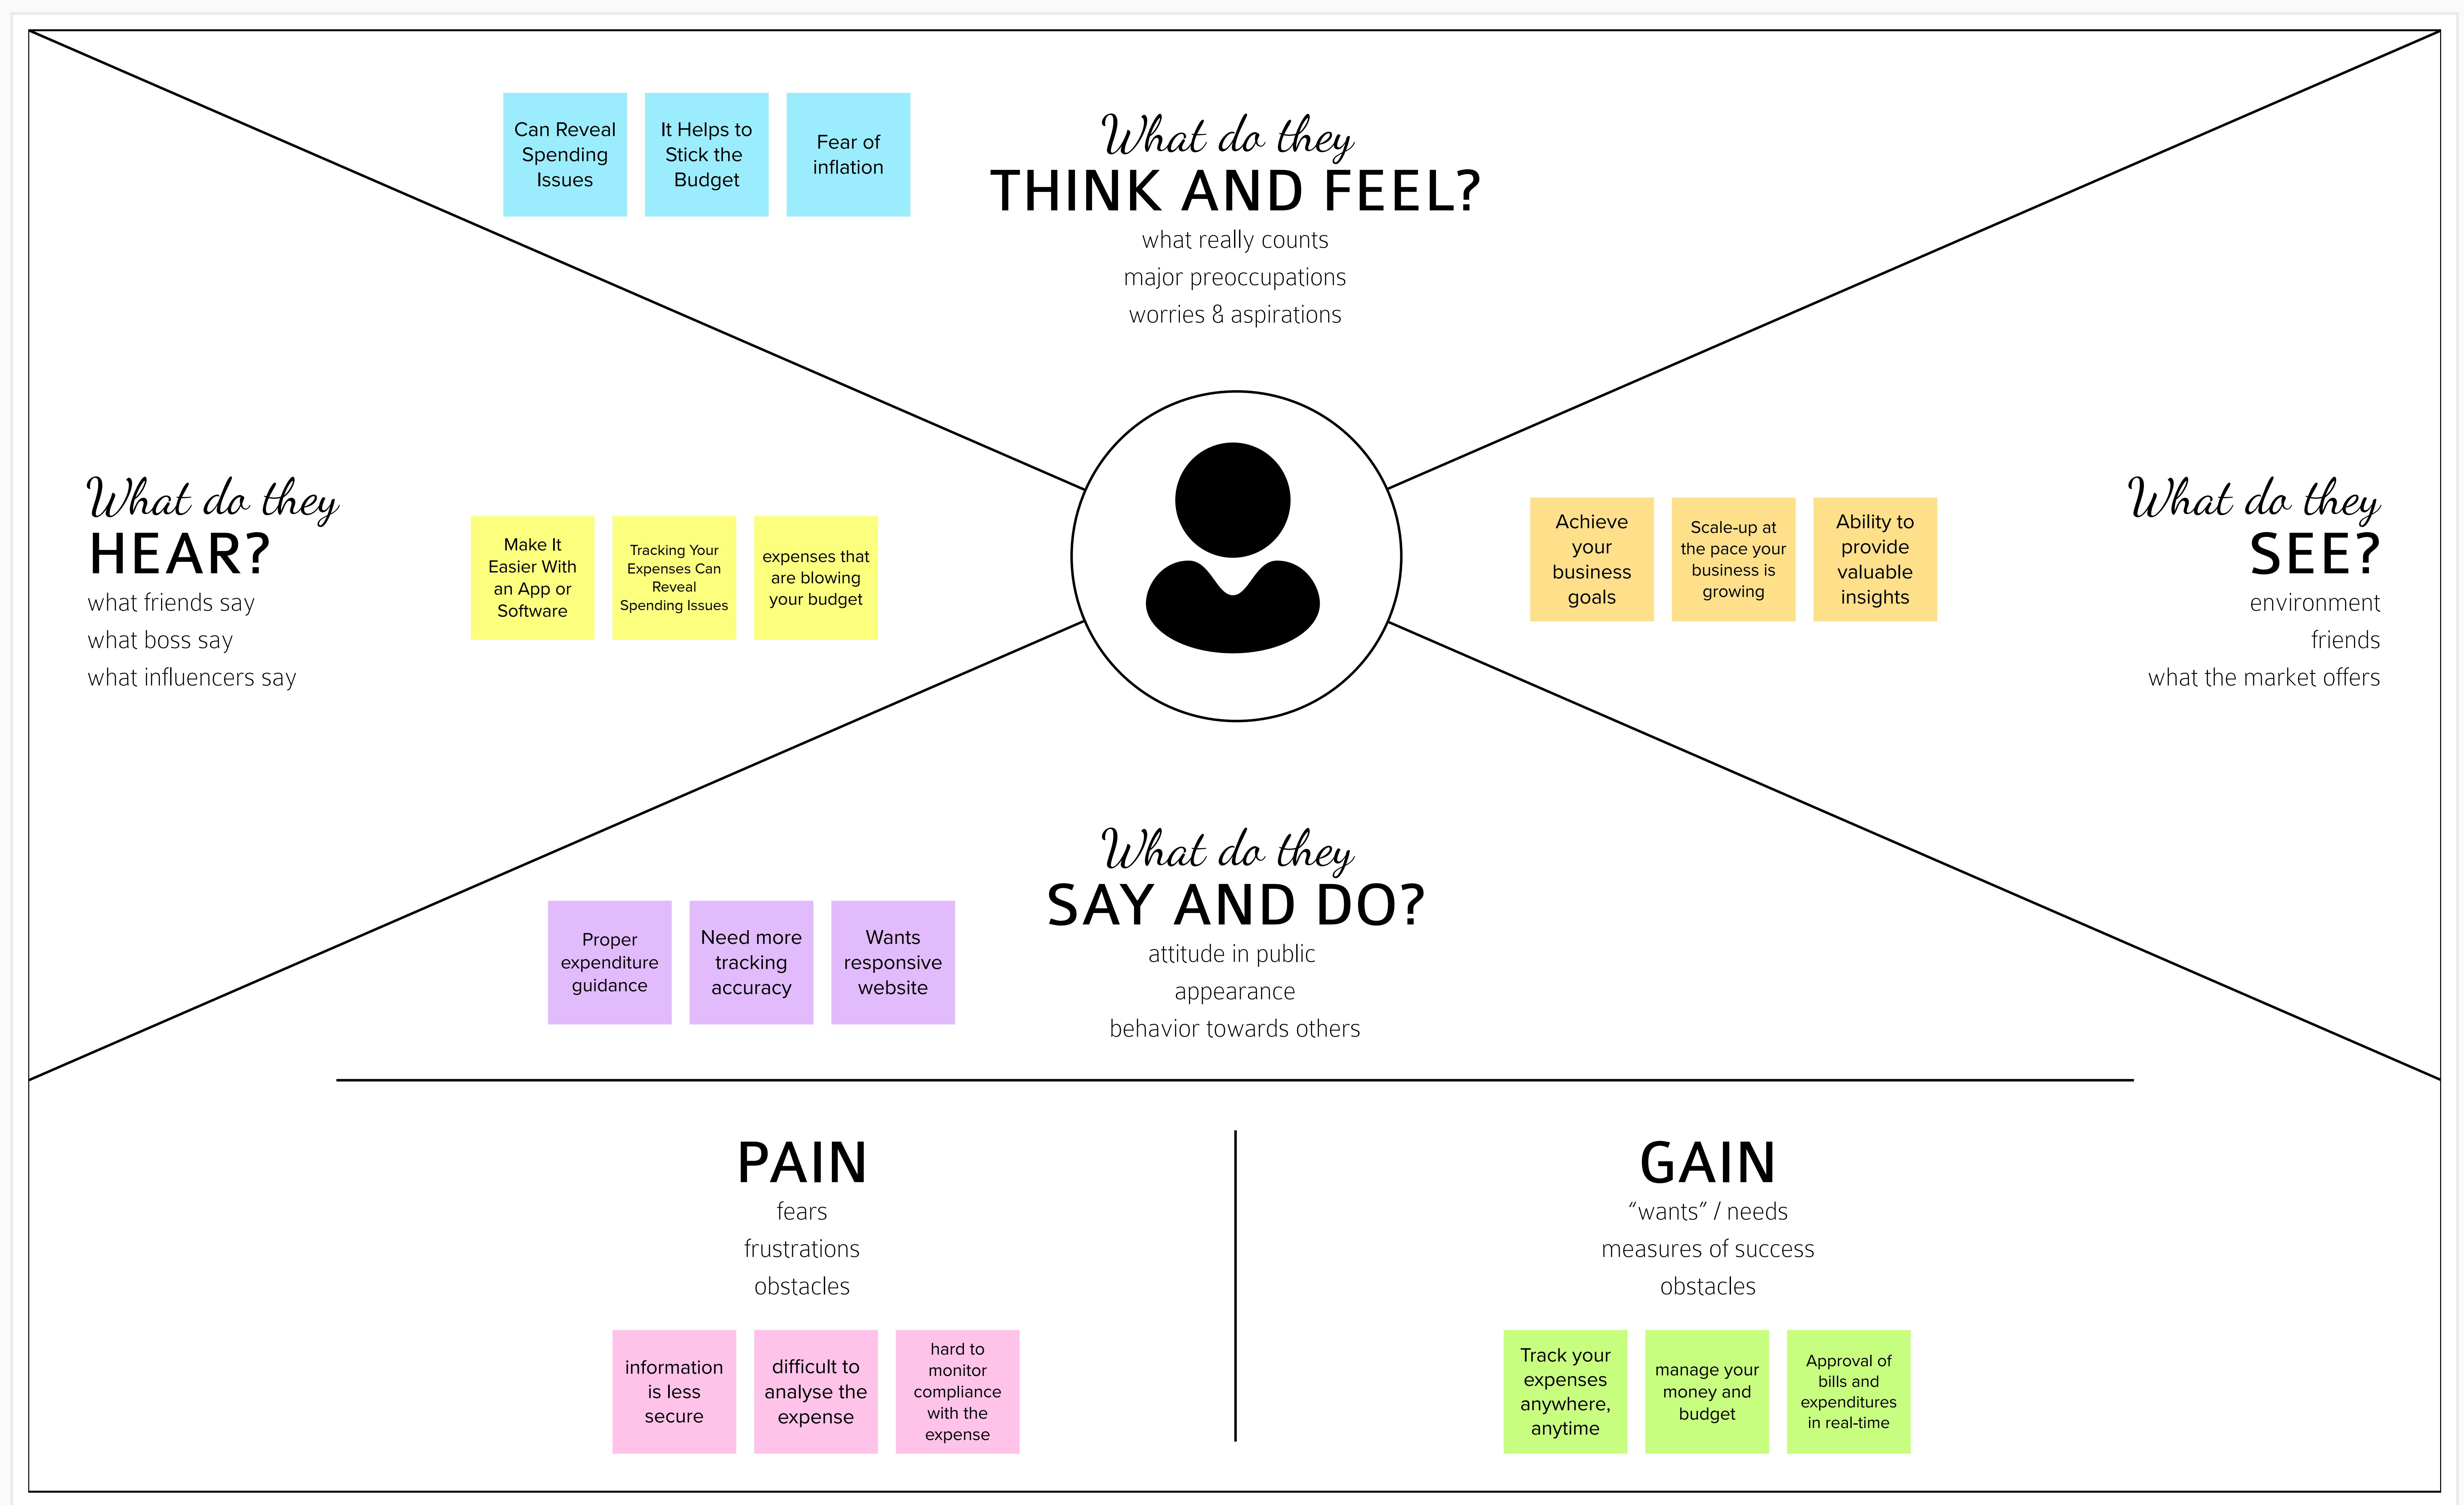 Can Reveal
Spending
Issues
It Helps to
Stick the
Budget
Fear of
inflation
What do they
THINK AND FEEL?
what really counts
major preoccupations
worries & aspirations
What do they
HEAR?
what friends say
what boss say
what influencers say
Make It
Easier With
an App or
Software
Tracking Your
Expenses Can
Reveal
Spending Issues
expenses that
are blowing
your budget
Achieve
your
business
goals
Scale-up at
the pace your
business is
growing
Ability to
provide
valuable
insights
What do they
SEE?
environment
friends
what the market offers
What do they
SAY AND DO?
attitude in public
appearance
behavior towards others
Proper
expenditure
guidance
Need more
tracking
accuracy
Wants
responsive
website
PAIN
fears
frustrations
obstacles
information
is less
secure
difficult to
analyse the
expense
hard to
monitor
compliance
with the
expense
GAIN
“wants” / needs
measures of success
obstacles
Track your
expenses
anywhere,
anytime
manage your
money and
budget
Approval of
bills and
expenditures
in real-time